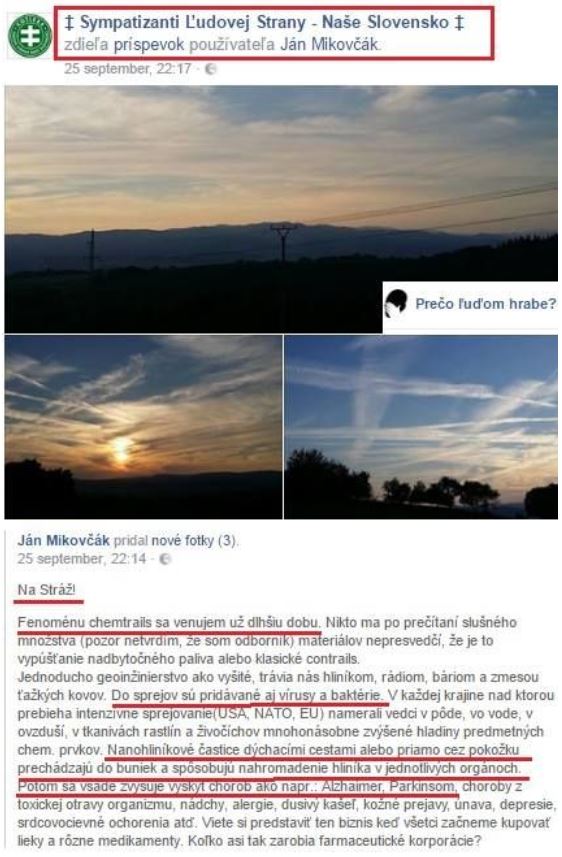 ‡ Sympatizanti Ľudovej Strany - Naše Slovensko ‡
zdieľa príspevok používateľa Ján Mikovčák.
25 september, 22:17 ·
Prečo ľuďom hrabe?
Ján Mikovčák pridal nové fotky (3).
25 september, 22:14 ·
Na Stráž!
Fenoménu chemtrails sa venujem už dlhšiu dobu. Nikto ma po prečítaní slušného
množstva (pozor netvrdím, že som odborník) materiálov nepresvedčí, že je to
vypúšťanie nadbytočného paliva alebo klasické contrails.
Jednoducho geoinžinierstvo ako vyšité, trávia nás hliníkom, rádiom, báriom a zmesou
ťažkých kovov. Do sprejov sú pridávané aj vírusy a baktérie. V každej krajine nad ktorou
prebieha intenzívne sprejovanie(USA, NATO, EU) namerali vedci v pôde, vo vode, v
ovzduší, v tkanivách rastlín a živočíchov mnohonásobne zvýšené hladiny predmetných
chem. prvkov. Nanohliníkové častice dýchacími cestami alebo priamo cez pokožku
prechádzajú do buniek a spôsobujú nahromadenie hliníka v jednotlivých orgánoch.
Potom sa všade zvyšuje výskyt chorôb ako napr.: Alzhaimer, Parkinsom, choroby z
toxickej otravy organizmu, nádchy, alergie, dusivý kašeľ, kožné prejavy, únava, depresie,
srdcovocievné ochorenia atď. Viete si predstaviť ten biznis keď všetci začneme kupovať
lieky a rôzne medikamenty. Koľko asi tak zarobia farmaceutické korporácie?